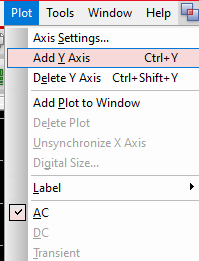 Plot Tools Window Help
Axis Settings...
Add Y Axis Ctrl+Y
Delete Y Axis Ctrl+Shift+Y
Add Plot to Window
Delete Plot
Unsynchronize X Axis
Digital Size...
Label
AC
DC
Transient